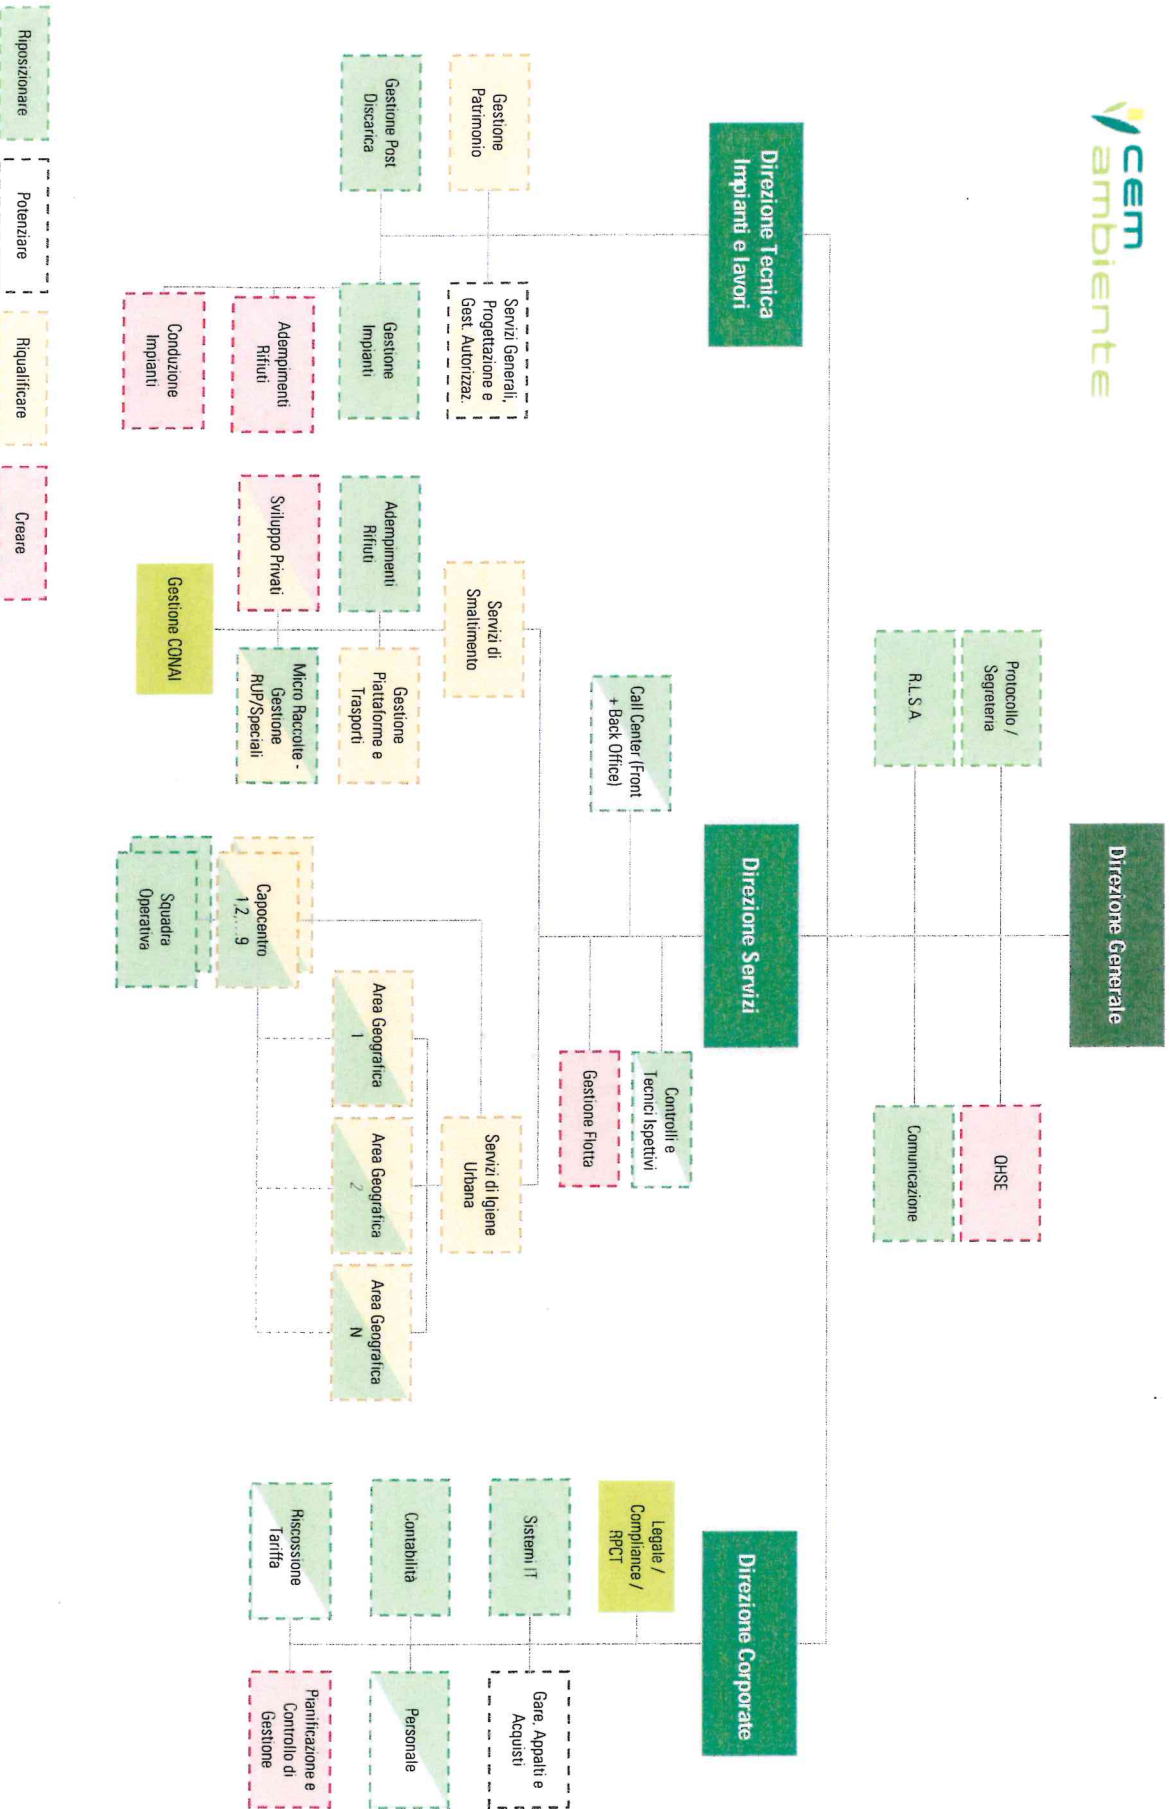 cem
ambiente
Direzione Generale
Protocollo /
Segreteria
QHSE
R.L.S.A
Comunicazione
Direzione Tecnica
Impianti e lavori
Direzione Servizi
Direzione Corporate
Gestione
Patrimonio
Servizi Generali,
Progettazione e
Gest. Autorizzaz.
Gestione Post
Discarica
Gestione
Impianti
Adempimenti
Rifiuti
Conduzione
Impianti
Controlli e
Tecnici Ispettivi
Call Center (Front
+ Back Office)
Gestione Flotta
Servizi di
Smaltimento
Adempimenti
Rifiuti
Gestione
Piattaforme e
Trasporti
Sviluppo Privati
Micro Raccolte -
Gestione
RUP/Speciali
Gestione CONAI
Servizi di Igiene
Urbana
Area Geografica
1
Area Geografica
2
Area Geografica
N
Capocentro
1,2,... 9
Squadra
Operativa
Legale /
Compliance /
RPCT
Sistemi IT
Gare, Appalti e
Acquisti
Contabilità
Personale
Riscossione
Tariffa
Pianificazione e
Controllo di
Gestione
Riposizionare
Potenziare
Riqualificare
Creare